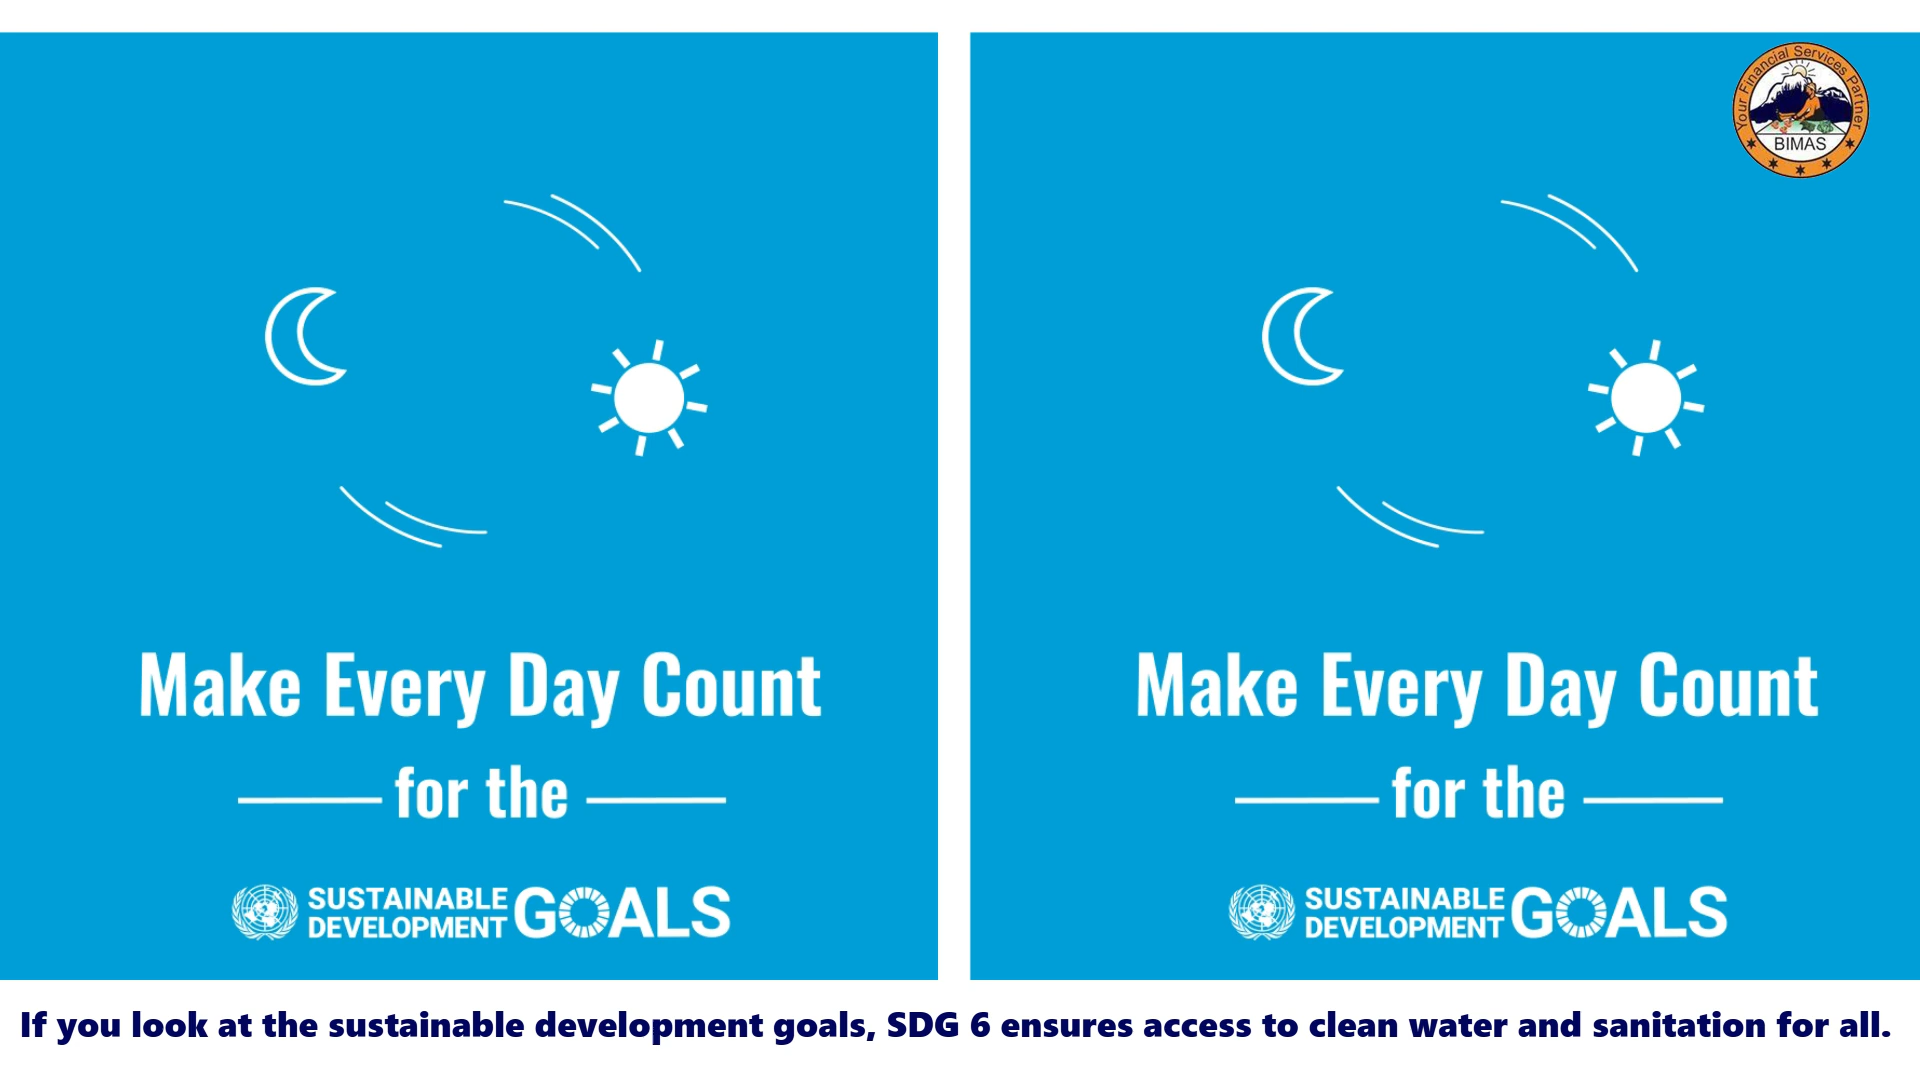 Make Every Day Count
for the
SUSTAINABLE
DEVELOPMENT
GOALS
Your Financial Services Partner
BIMAS
Make Every Day Count
for the
SUSTAINABLE
DEVELOPMENT
GOALS
If you look at the sustainable development goals, SDG 6 ensures access to clean water and sanitation for all.